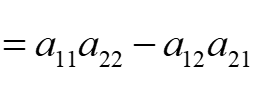 = a₁₁a₂₂ − a₁₂a₂₁